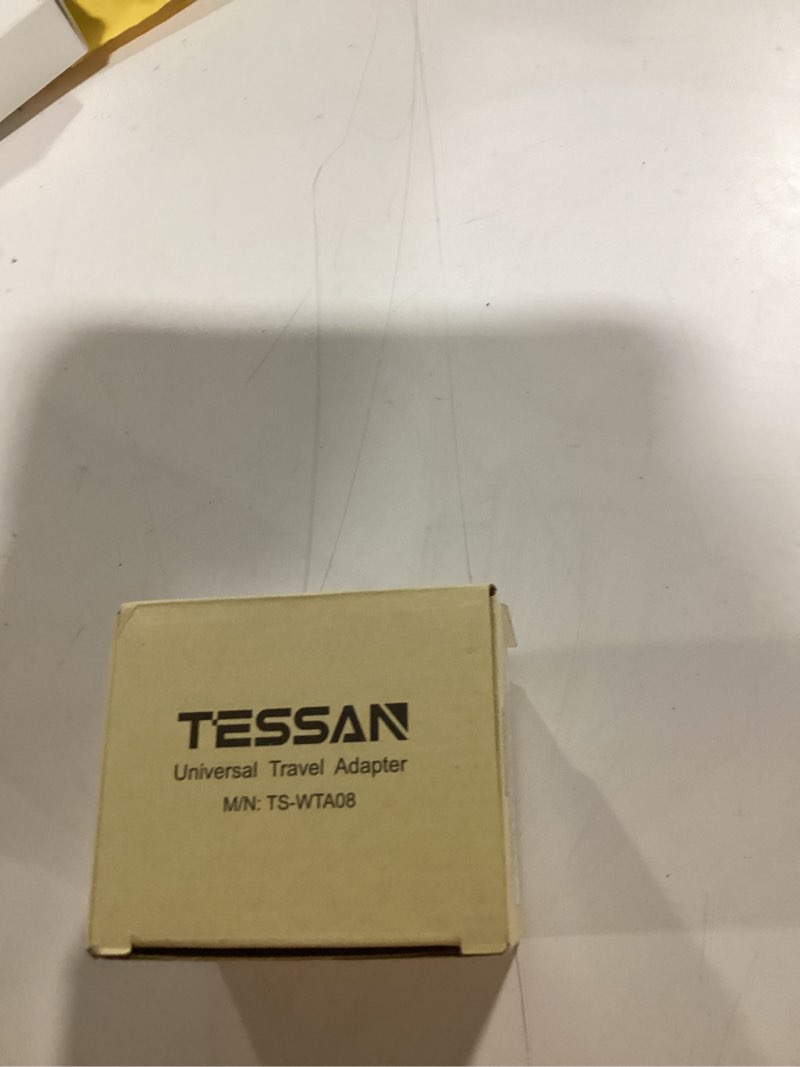 TESSAN
Universal Travel Adapter
M/N: TS-WTA08